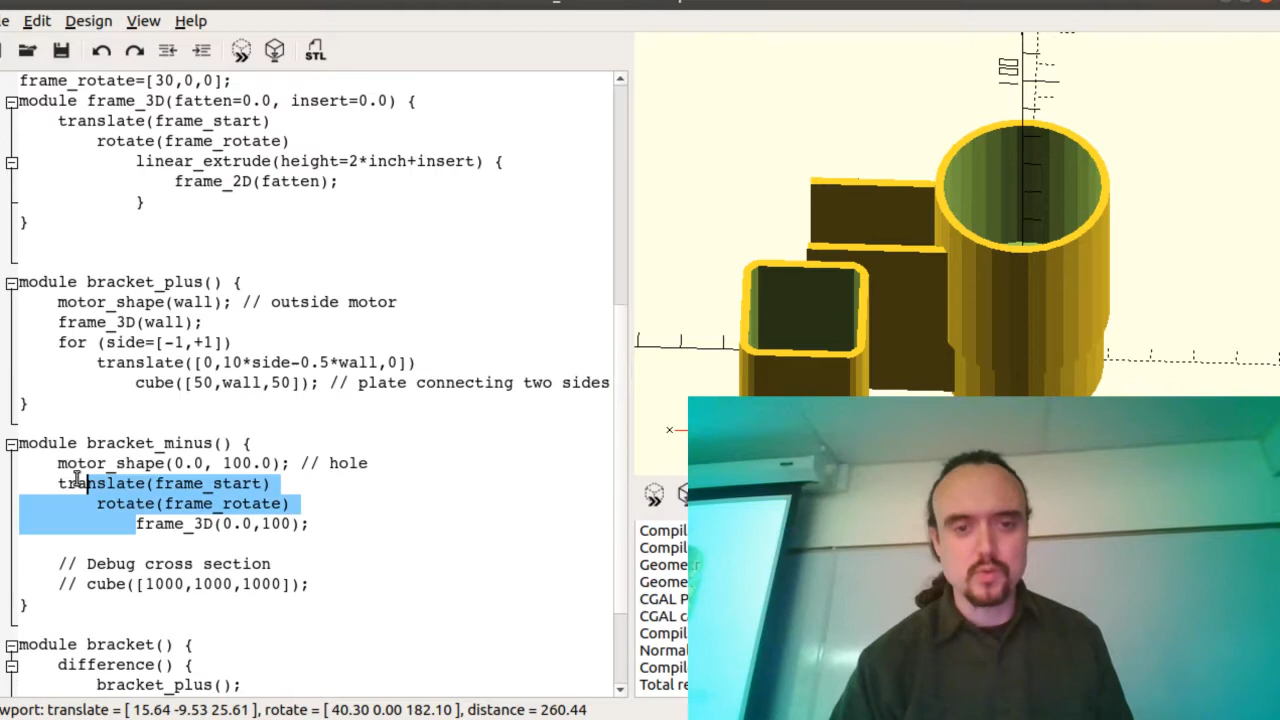 Edit Design View Help
STL
frame_rotate=[30,0,0];
module frame_3D(fatten=0.0, insert=0.0) {
translate(frame_start)
rotate(frame_rotate)
linear_extrude(height=2*inch+insert) {
frame_2D(fatten);
}
}
module bracket_plus() {
motor_shape(wall); // outside motor
frame_3D(wall);
for (side=[-1,+1])
translate([0,10*side-0.5*wall,0])
cube([50,wall,50]); // plate connecting two sides
}
module bracket_minus() {
motor_shape(0.0, 100.0); // hole
translate(frame_start)
rotate(frame_rotate)
frame_3D(0.0,100);
// Debug cross section
// cube([1000,1000,1000]);
}
module bracket() {
difference() {
bracket_plus();
x
Compil
Compil
Geomet
Geome
CGAL P
CGAL c
Compil
Normal
Compil
Total re
wport: translate = [ 15.64 -9.53 25.61 ], rotate = [ 40.30 0.00 182.10 ], distance = 260.44